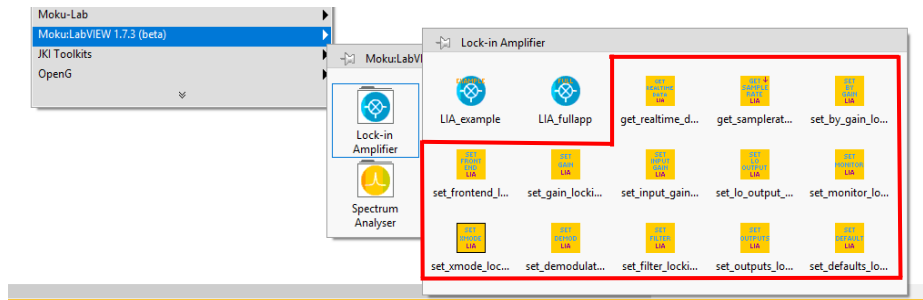 Moku-Lab
Moku:LabVIEW 1.7.3 (beta)
JKI Toolkits
OpenG
Moku:LabVI
Lock-in
Amplifier
Spectrum
Analyser
Lock-in Amplifier
EXAMPLE
LIA_example
LIA_fullapp
GET
REALTIME
DATA
LIA
get_realtime_d...
GET
SAMPLE
RATE
LIA
get_samplerat...
SET
BY
GAIN
LIA
set_by_gain_lo...
SET
FRONT
END
LIA
set_frontend_l...
SET
GAIN
LIA
set_gain_locki...
SET
INPUT
GAIN
LIA
set_input_gain...
SET
LO
OUTPUT
LIA
set_lo_output_...
SET
MONITOR
LIA
set_monitor_lo...
SET
XMODE
LIA
set_xmode_loc...
SET
DEMOD
LIA
set_demodulat...
SET
FILTER
LIA
set_filter_locki...
SET
OUTPUTS
LIA
set_outputs_lo...
SET
DEFAULT
LIA
set_defaults_lo...